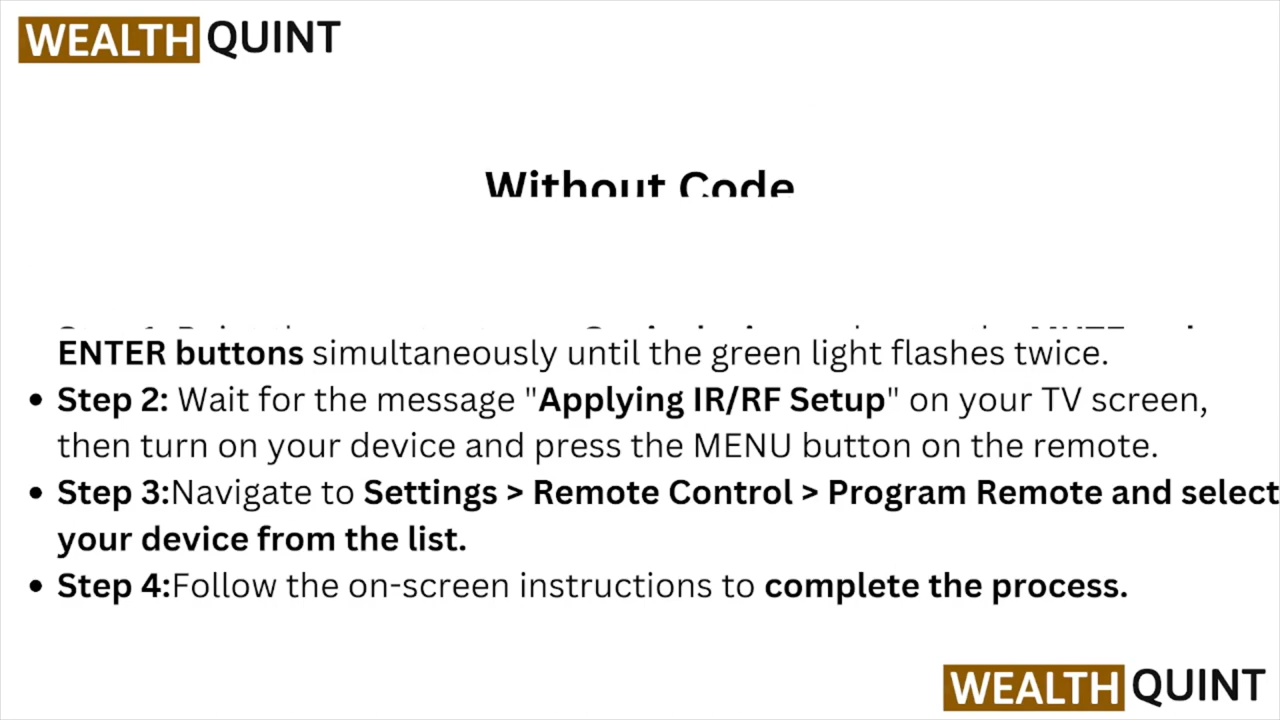 WEALTH QUINT
Without Code
ENTER buttons simultaneously until the green light flashes twice.
• Step 2: Wait for the message "Applying IR/RF Setup" on your TV screen,
then turn on your device and press the MENU button on the remote.
• Step 3:Navigate to Settings > Remote Control > Program Remote and select
your device from the list.
• Step 4:Follow the on-screen instructions to complete the process.
WEALTH QUINT